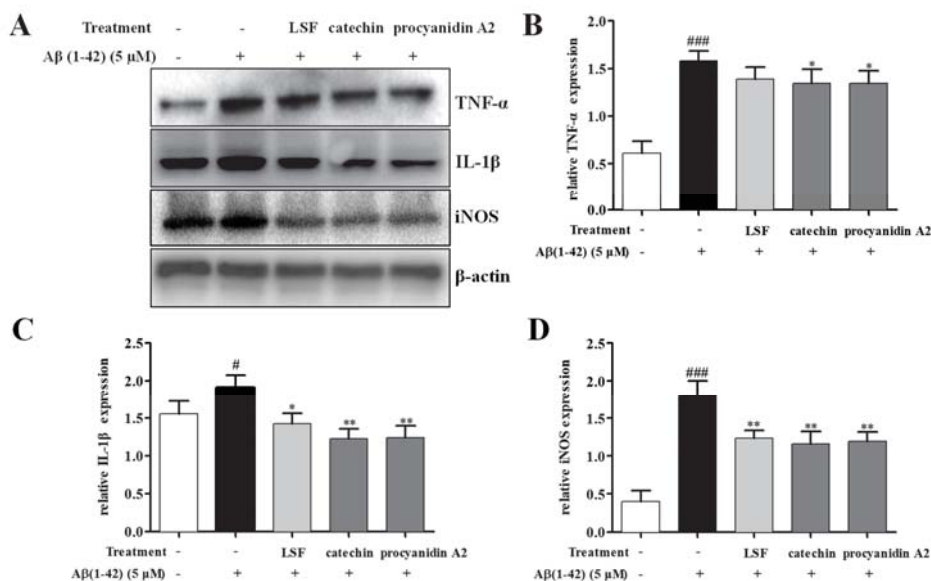 A
Treatment - - LSF catechin procyanidin A2
Aβ (1-42) (5 μM) - + + + +
TNF-α
IL-1β
iNOS
β-actin
B
relative TNF-α expression
2.0
1.5
1.0
0.5
0.0
###
*
*
Treatment - - LSF catechin procyanidin A2
Aβ(1-42) (5 μM) - + + + +
C
relative IL-1β expression
2.5
2.0
1.5
1.0
0.5
0.0
#
*
**
**
Treatment - - LSF catechin procyanidin A2
Aβ(1-42) (5 μM) - + + + +
D
relative iNOS expression
2.5
2.0
1.5
1.0
0.5
0.0
###
**
**
**
Treatment - - LSF catechin procyanidin A2
Aβ(1-42) (5 μM) - + + + +